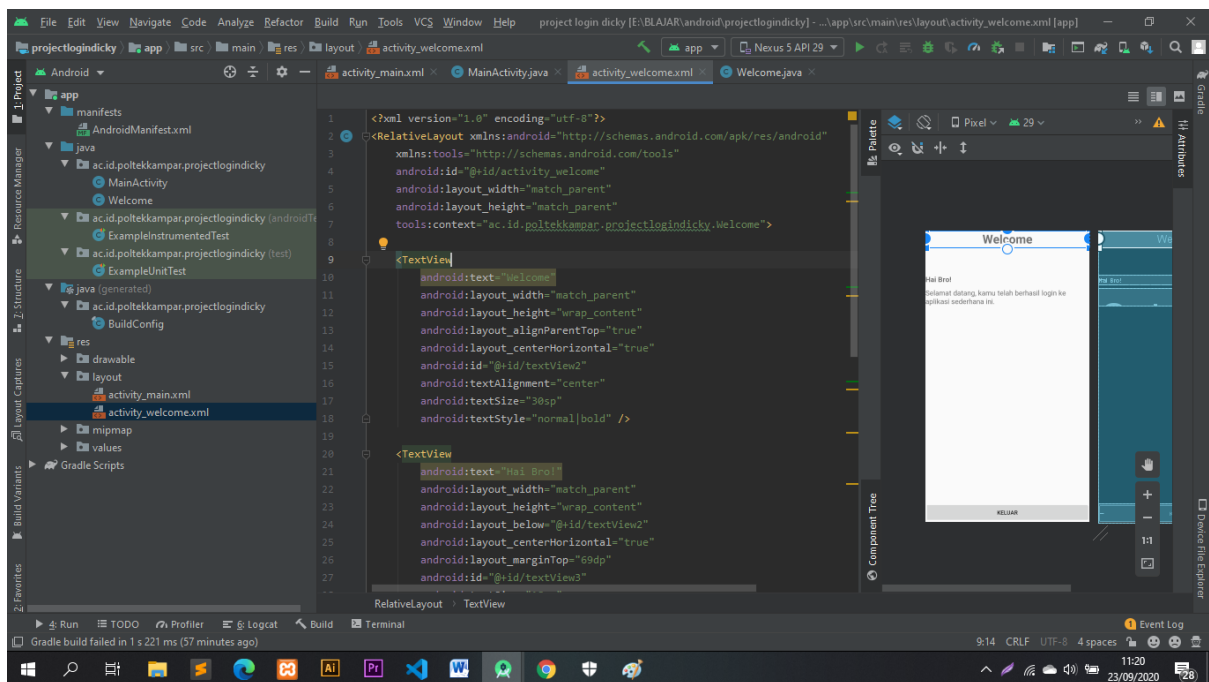 File Edit View Navigate Code Analyze Refactor Build Run Tools VCS Window Help project login dicky [E:\BLAJAR\android\projectlogindicky] - ...\app\src\main\res\layout\activity_welcome.xml [app]
projectlogindicky app src main res layout activity_welcome.xml app Nexus 5 API 29
Android
activity_main.xml MainActivity.java activity_welcome.xml Welcome.java
1: Project
Resource Manager
Z: Structure
Layout Captures
Build Variants
2: Favorites
app
manifests
AndroidManifest.xml
java
ac.id.poltekkampar.projectlogindicky
MainActivity
Welcome
ac.id.poltekkampar.projectlogindicky (androidTe
ExampleInstrumentedTest
ac.id.poltekkampar.projectlogindicky (test)
ExampleUnitTest
java (generated)
ac.id.poltekkampar.projectlogindicky
BuildConfig
res
drawable
layout
activity_main.xml
activity_welcome.xml
mipmap
values
Gradle Scripts
1 <?xml version="1.0" encoding="utf-8"?>
2 <RelativeLayout xmlns:android="http://schemas.android.com/apk/res/android"
3 xmlns:tools="http://schemas.android.com/tools"
4 android:id="@+id/activity_welcome"
5 android:layout_width="match_parent"
6 android:layout_height="match_parent"
7 tools:context="ac.id.poltekkampar.projectlogindicky.Welcome">
8
9 <TextView
10 android:text="Welcome"
11 android:layout_width="match_parent"
12 android:layout_height="wrap_content"
13 android:layout_alignParentTop="true"
14 android:layout_centerHorizontal="true"
15 android:id="@+id/textView2"
16 android:textAlignment="center"
17 android:textSize="30sp"
18 android:textStyle="normal|bold" />
19
20 <TextView
21 android:text="Hai Bro!"
22 android:layout_width="match_parent"
23 android:layout_height="wrap_content"
24 android:layout_below="@+id/textView2"
25 android:layout_centerHorizontal="true"
26 android:layout_marginTop="69dp"
27 android:id="@+id/textView3"
RelativeLayout TextView
Palette
Component Tree
Pixel 29
Welcome
Hai Bro!
Selamat datang, kamu telah berhasil login ke
aplikasi sederhana ini.
KELUAR
We
Hai Bro!
1:1
Gradle
Attributes
Device File Explorer
4: Run TODO Profiler 6: Logcat Build Terminal 1 Event Log
Gradle build failed in 1 s 221 ms (57 minutes ago) 9:14 CRLF UTF-8 4 spaces
Ai Pr W
11:20
23/09/2020
28